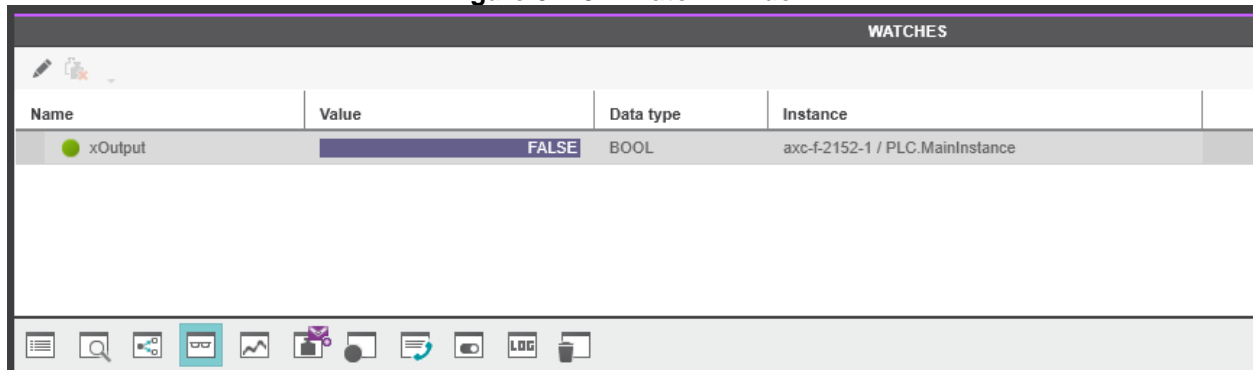 WATCHES
Name Value Data type Instance
xOutput FALSE BOOL axc-f-2152-1 / PLC.MainInstance
LOG